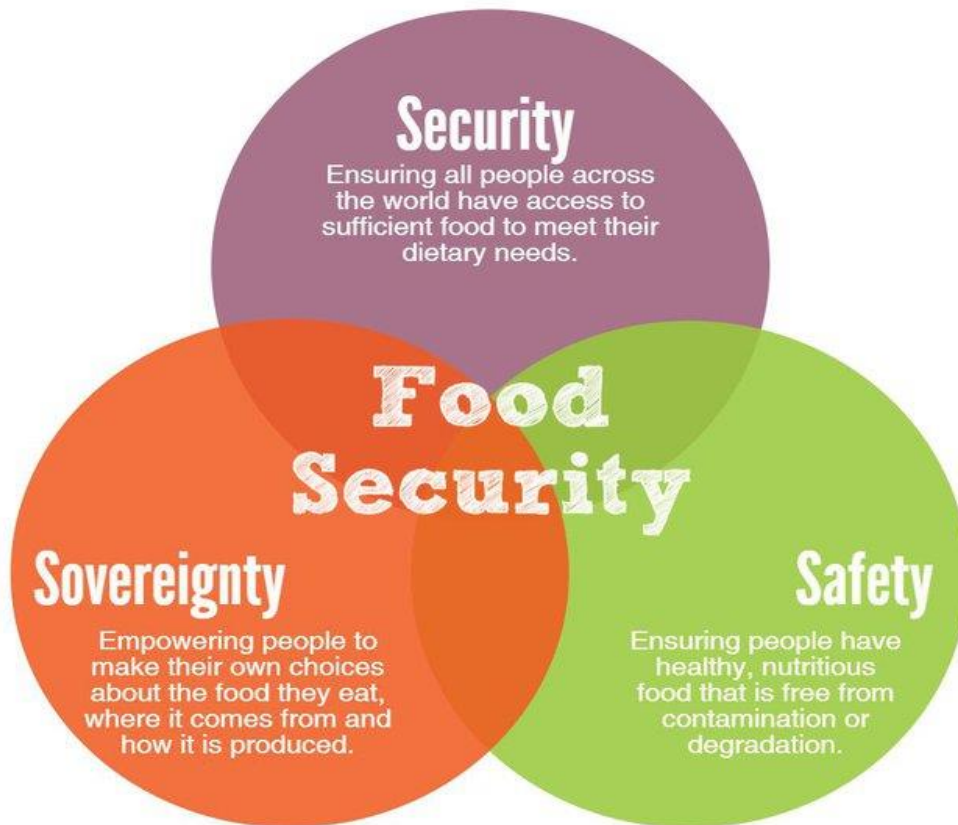 Security
Ensuring all people across
the world have access to
sufficient food to meet their
dietary needs.
Food
Security
Sovereignty
Empowering people to
make their own choices
about the food they eat,
where it comes from and
how it is produced.
Safety
Ensuring people have
healthy, nutritious
food that is free from
contamination or
degradation.